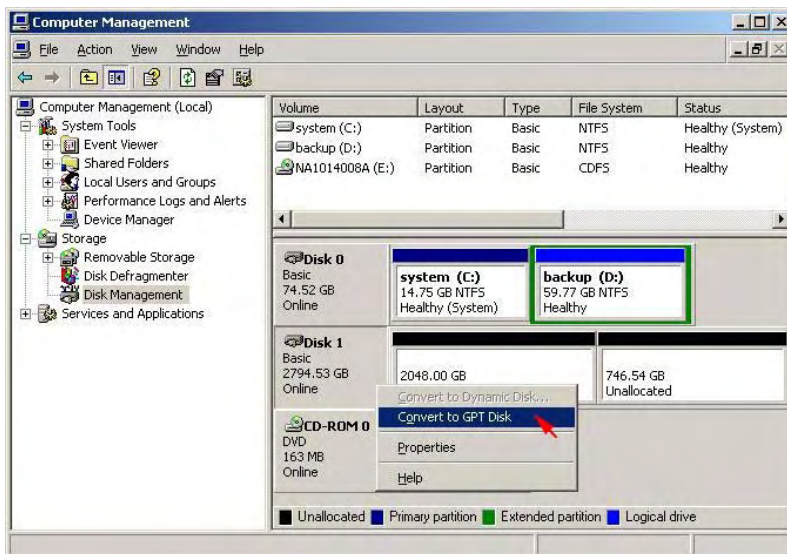 Computer Management
File Action View Window Help
Computer Management (Local)
System Tools
Event Viewer
Shared Folders
Local Users and Groups
Performance Logs and Alerts
Device Manager
Storage
Removable Storage
Disk Defragmenter
Disk Management
Services and Applications
Volume Layout Type File System Status
system (C:) Partition Basic NTFS Healthy (System)
backup (D:) Partition Basic NTFS Healthy
NA1014008A (E:) Partition Basic CDFS Healthy
Disk 0
Basic
74.52 GB
Online
system (C:)
14.75 GB NTFS
Healthy (System)
backup (D:)
59.77 GB NTFS
Healthy
Disk 1
Basic
2794.53 GB
Online
2048.00 GB
746.54 GB
Unallocated
Convert to Dynamic Disk...
Convert to GPT Disk
Properties
Help
CD-ROM 0
DVD
163 MB
Online
Unallocated Primary partition Extended partition Logical drive